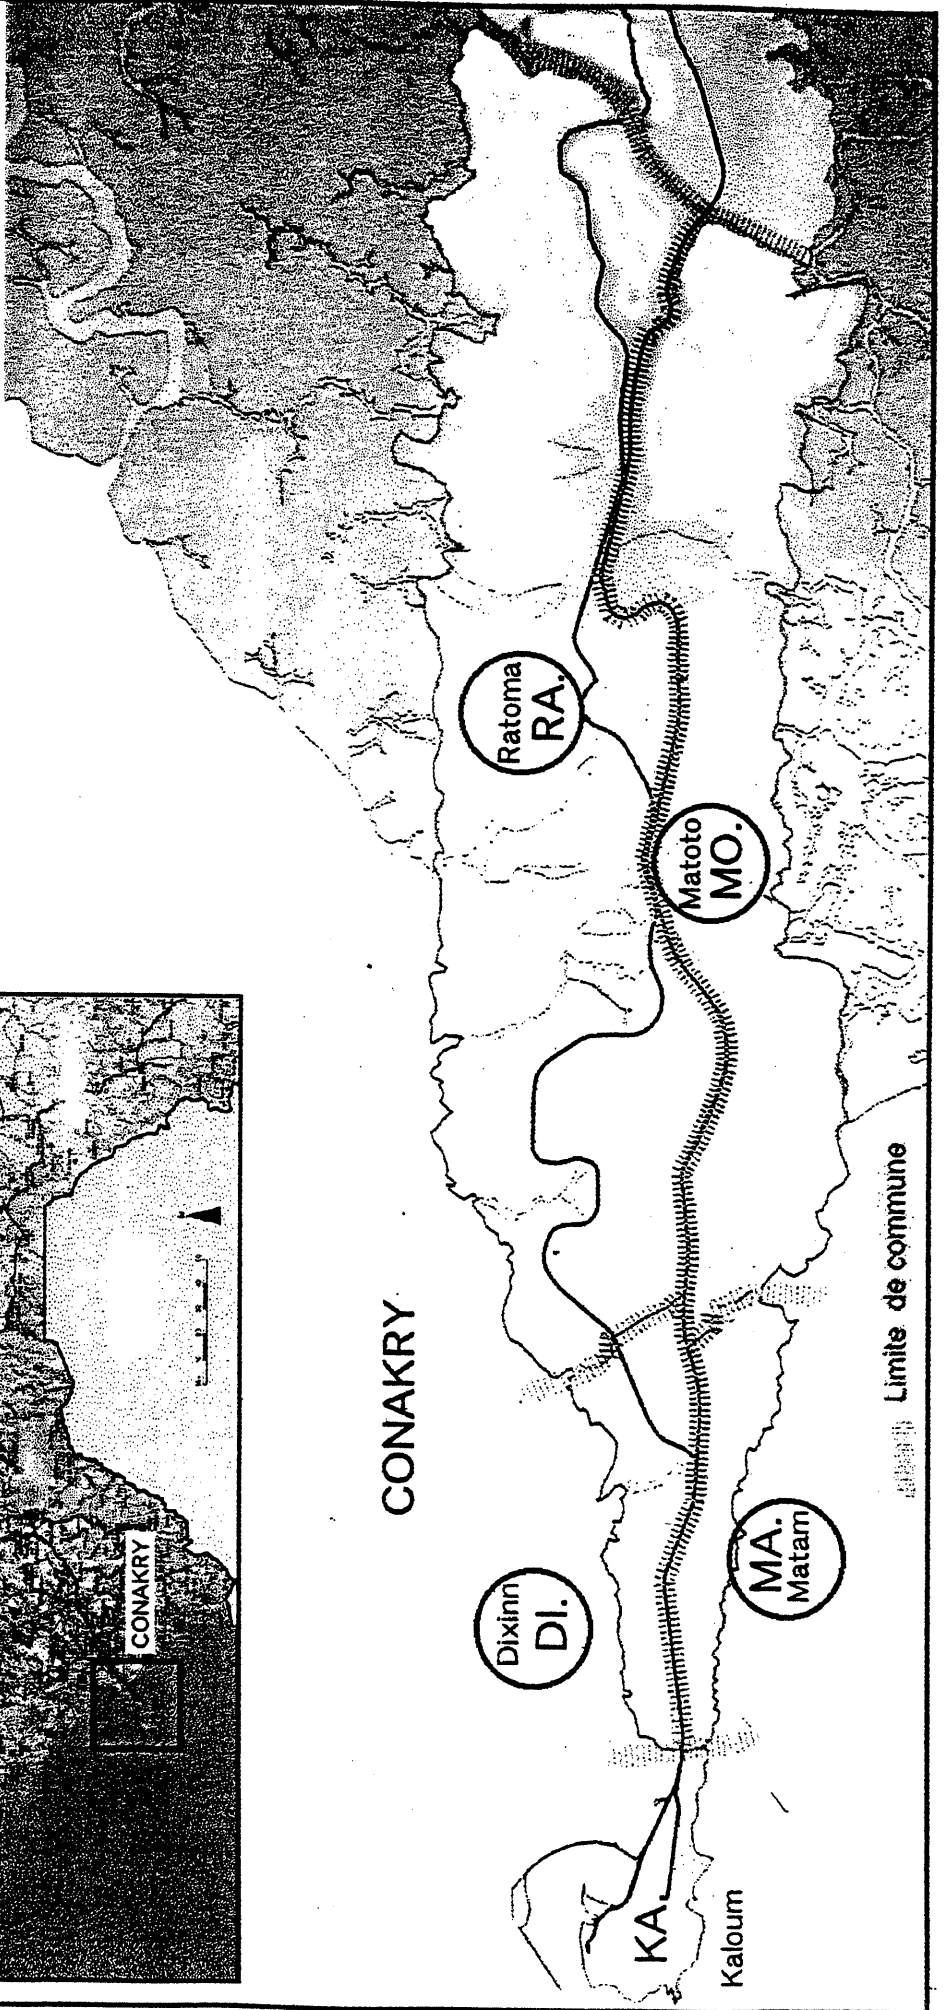 CONAKRY
CONAKRY
Ratoma
RA.
Matoto
MO.
Dixinn
DI.
MA.
Matam
KA.
Kaloum
Limite de commune